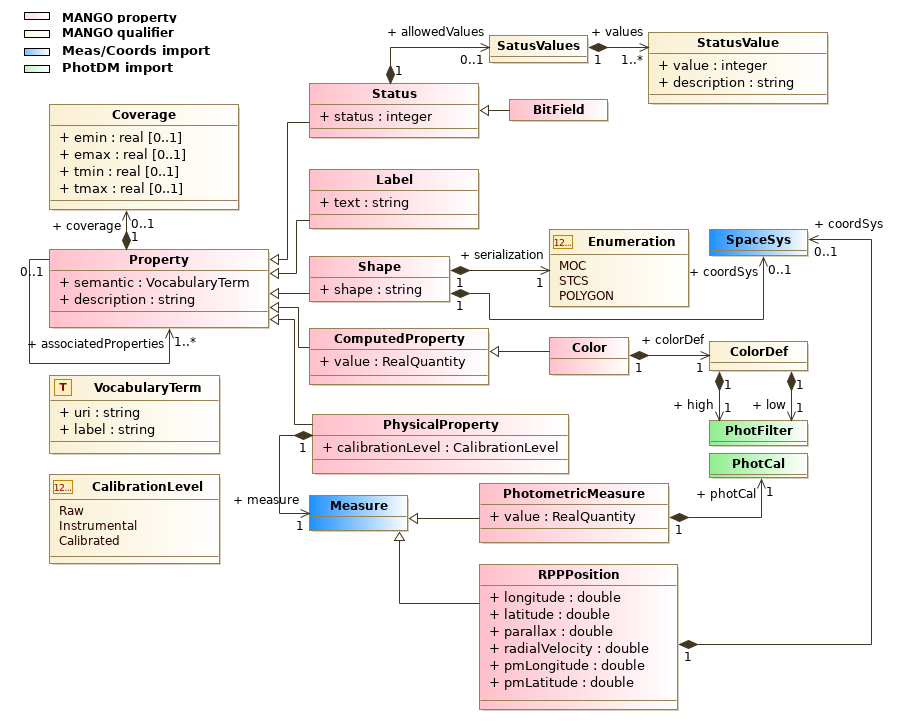 MANGO property
MANGO qualifier
Meas/Coords import
PhotDM import
+ allowedValues
0..1
1
SatusValues
+ values
1
1..*
StatusValue
+ value : integer
+ description : string
Status
+ status : integer
BitField
Coverage
+ emin : real [0..1]
+ emax : real [0..1]
+ tmin : real [0..1]
+ tmax : real [0..1]
+ coverage
0..1
1
Label
+ text : string
Property
+ semantic : VocabularyTerm
+ description : string
0..1
+ associatedProperties
1..*
Shape
+ shape : string
+ serialization
1
1
1
12...
Enumeration
MOC
STCS
POLYGON
SpaceSys
+ coordSys
0..1
+ coordSys
0..1
ComputedProperty
+ value : RealQuantity
Color
+ colorDef
1
1
ColorDef
1
1
+ high
1
+ low
1
PhotFilter
PhotCal
+ photCal
1
T
VocabularyTerm
+ uri : string
+ label : string
PhysicalProperty
+ calibrationLevel : CalibrationLevel
1
+ measure
1
Measure
12...
CalibrationLevel
Raw
Instrumental
Calibrated
PhotometricMeasure
+ value : RealQuantity
1
RPPPosition
+ longitude : double
+ latitude : double
+ parallax : double
+ radialVelocity : double
+ pmLongitude : double
+ pmLatitude : double
1